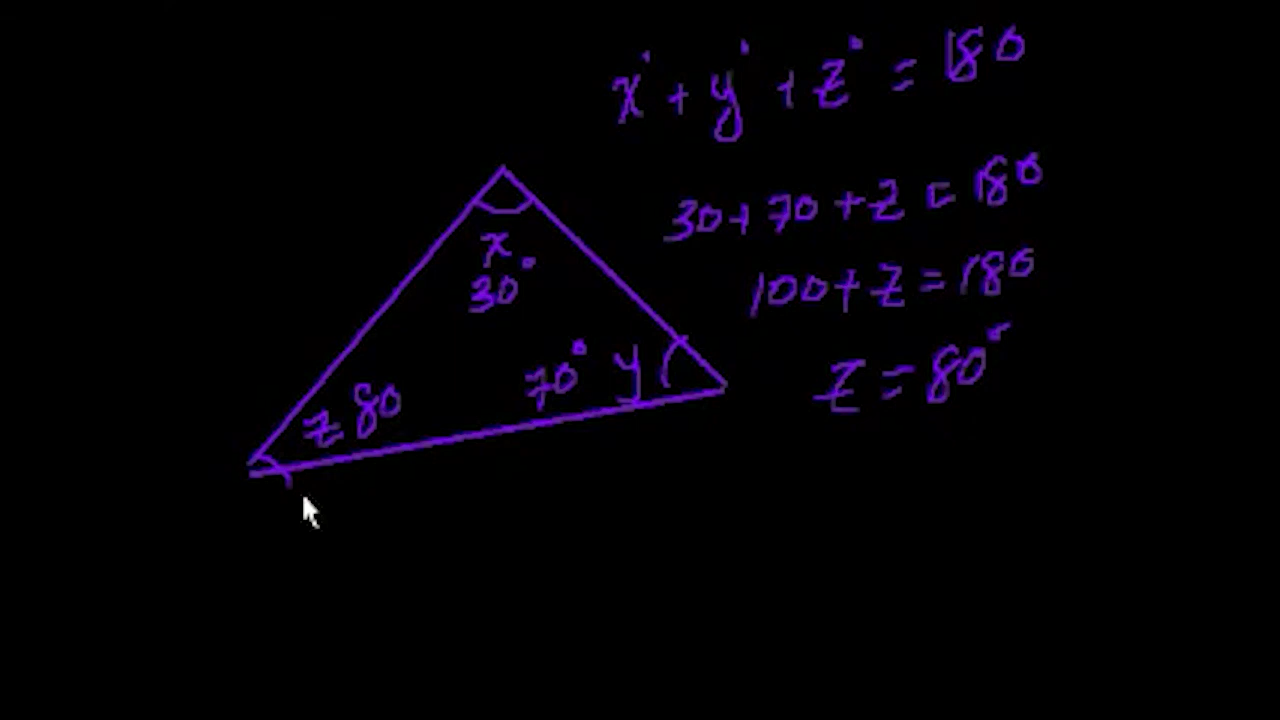 x° + y° + z° = 180
30 + 70 + z = 180
100 + z = 180
z = 80°
x
30°
70° y
z 80